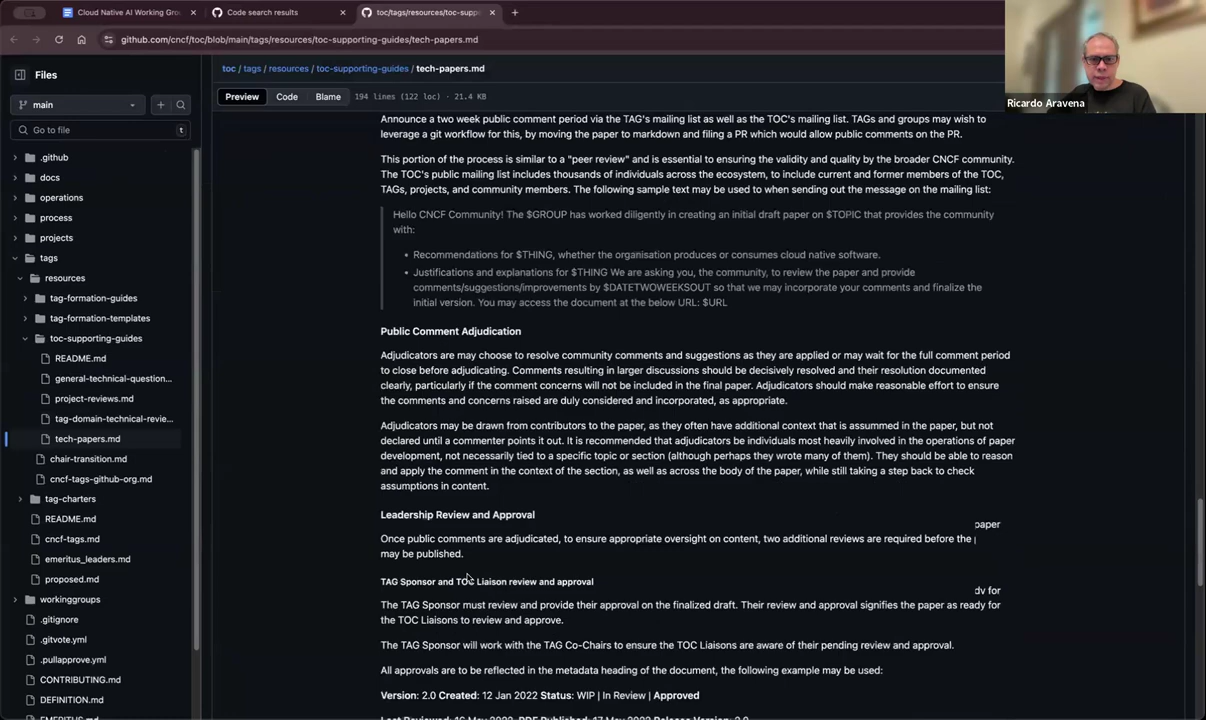 Cloud Native AI Working Gro
Code search results
toc/tags/resources/toc-supp
github.com/cncf/toc/blob/main/tags/resources/toc-supporting-guides/tech-papers.md
Files
main
Go to file
t
.github
docs
operations
process
projects
tags
resources
tag-formation-guides
tag-formation-templates
toc-supporting-guides
README.md
general-technical-question...
project-reviews.md
tag-domain-technical-revie...
tech-papers.md
chair-transition.md
cncf-tags-github-org.md
tag-charters
README.md
cncf-tags.md
emeritus_leaders.md
proposed.md
workinggroups
.gitignore
.gitvote.yml
.pullapprove.yml
CONTRIBUTING.md
DEFINITION.md
EMERITUS.md
toc / tags / resources / toc-supporting-guides / tech-papers.md
Preview Code Blame 194 lines (122 loc) · 21.4 KB
Announce a two week public comment period via the TAG's mailing list as well as the TOC's mailing list. TAGs and groups may wish to
leverage a git workflow for this, by moving the paper to markdown and filing a PR which would allow public comments on the PR.
This portion of the process is similar to a "peer review" and is essential to ensuring the validity and quality by the broader CNCF community.
The TOC's public mailing list includes thousands of individuals across the ecosystem, to include current and former members of the TOC,
TAGs, projects, and community members. The following sample text may be used to when sending out the message on the mailing list:
Hello CNCF Community! The $GROUP has worked diligently in creating an initial draft paper on $TOPIC that provides the community
with:
• Recommendations for $THING, whether the organisation produces or consumes cloud native software.
• Justifications and explanations for $THING We are asking you, the community, to review the paper and provide
comments/suggestions/improvements by $DATETWOWEEKSOUT so that we may incorporate your comments and finalize the
initial version. You may access the document at the below URL: $URL
Public Comment Adjudication
Adjudicators are may choose to resolve community comments and suggestions as they are applied or may wait for the full comment period
to close before adjudicating. Comments resulting in larger discussions should be decisively resolved and their resolution documented
clearly, particularly if the comment concerns will not be included in the final paper. Adjudicators should make reasonable effort to ensure
the comments and concerns raised are duly considered and incorporated, as appropriate.
Adjudicators may be drawn from contributors to the paper, as they often have additional context that is assumed in the paper, but not
declared until a commenter points it out. It is recommended that adjudicators be individuals most heavily involved in the operations of paper
development, not necessarily tied to a specific topic or section (although perhaps they wrote many of them). They should be able to reason
and apply the comment in the context of the section, as well as across the body of the paper, while still taking a step back to check
assumptions in content.
Leadership Review and Approval
paper
Once public comments are adjudicated, to ensure appropriate oversight on content, two additional reviews are required before the
may be published.
TAG Sponsor and TOC Liaison review and approval
The TAG Sponsor must review and provide their approval on the finalized draft. Their review and approval signifies the paper as ready for
the TOC Liaisons to review and approve.
The TAG Sponsor will work with the TAG Co-Chairs to ensure the TOC Liaisons are aware of their pending review and approval.
All approvals are to be reflected in the metadata heading of the document, the following example may be used:
Version: 2.0 Created: 12 Jan 2022 Status: WIP | In Review | Approved
Last Reviewed: 16 May 2022 PDF Published: 17 May 2022 Release Version: 2.0
Ricardo Aravena